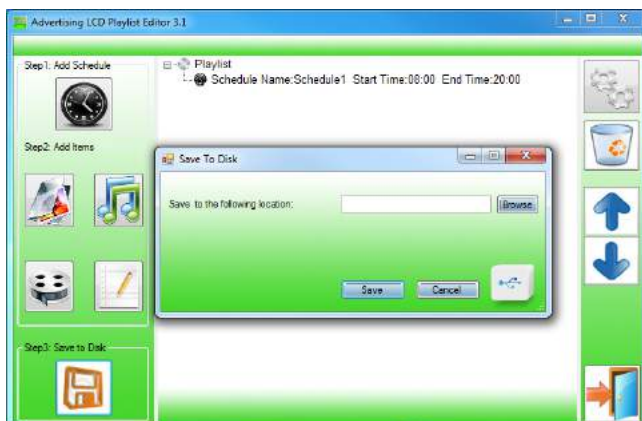 Advertising LCD Playlist Editor 3.1
Step1: Add Schedule
Playlist
Schedule Name:Schedule1 Start Time:08:00 End Time:20:00
Step2: Add Items
Save To Disk
Save to the following location:
Browse
Save
Cancel
Step3: Save to Disk